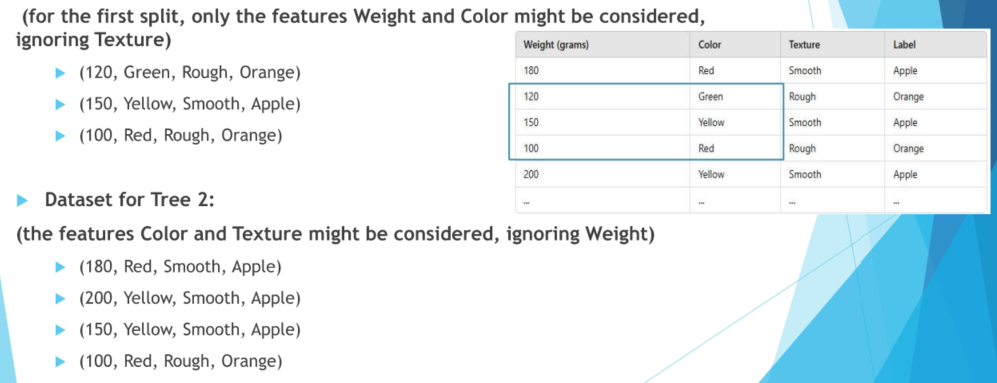 (for the first split, only the features Weight and Color might be considered,
ignoring Texture)
(120, Green, Rough, Orange)
(150, Yellow, Smooth, Apple)
(100, Red, Rough, Orange)
Weight (grams) Color Texture Label
180 Red Smooth Apple
120 Green Rough Orange
150 Yellow Smooth Apple
100 Red Rough Orange
200 Yellow Smooth Apple
... ... ... ...
Dataset for Tree 2:
(the features Color and Texture might be considered, ignoring Weight)
(180, Red, Smooth, Apple)
(200, Yellow, Smooth, Apple)
(150, Yellow, Smooth, Apple)
(100, Red, Rough, Orange)